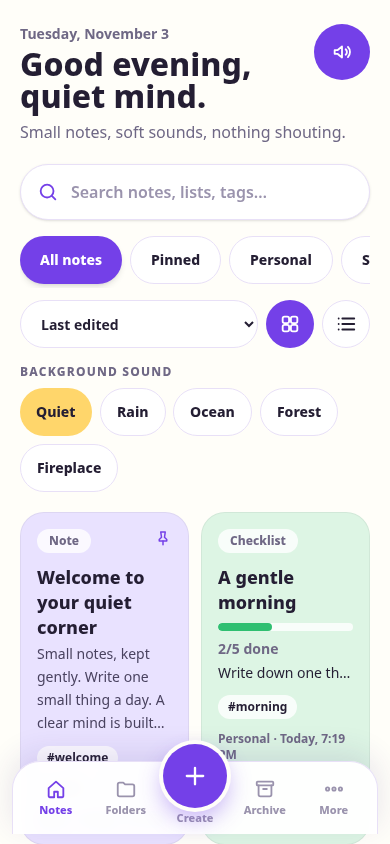 Tuesday, November 3
Good evening,
quiet mind.
Small notes, soft sounds, nothing shouting.
Search notes, lists, tags...
All notes
Pinned
Personal
S
Last edited
BACKGROUND SOUND
Quiet
Rain
Ocean
Forest
Fireplace
Note
Welcome to
your quiet
corner
Small notes, kept
gently. Write one
small thing a day. A
clear mind is built...
#welcome
Checklist
A gentle
morning
2/5 done
Write down one th...
#morning
Personal · Today, 7:19
PM
Notes
Folders
Create
Archive
More